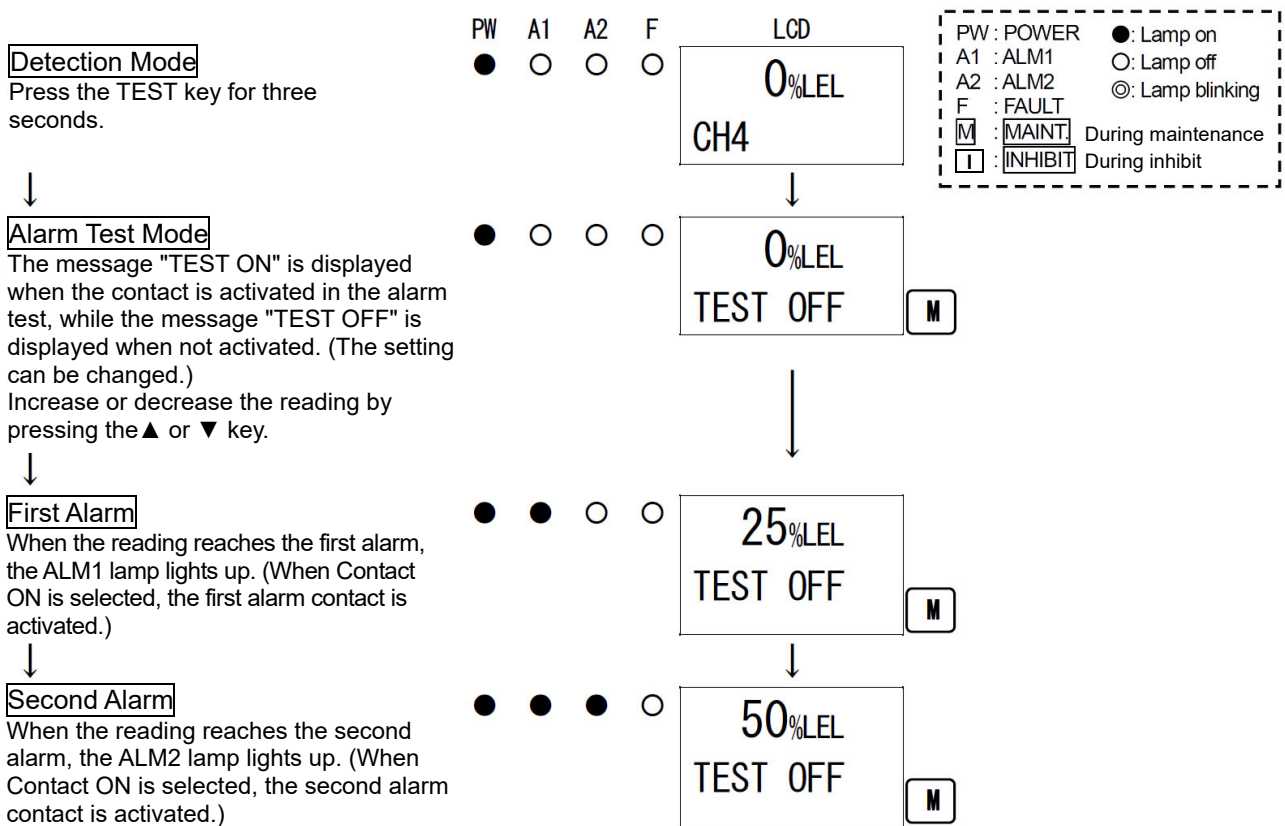 PW A1 A2 F LCD
PW : POWER ●: Lamp on
A1 : ALM1 ○: Lamp off
A2 : ALM2 ◎: Lamp blinking
F : FAULT
M : MAINT. During maintenance
I : INHIBIT During inhibit
Detection Mode
Press the TEST key for three
seconds.
● ○ ○ ○
0%LEL
CH4
↓ ↓
Alarm Test Mode
The message "TEST ON" is displayed
when the contact is activated in the alarm
test, while the message "TEST OFF" is
displayed when not activated. (The setting
can be changed.)
Increase or decrease the reading by
pressing the▲ or ▼ key.
● ○ ○ ○
0%LEL
TEST OFF
M
↓ ↓
First Alarm
When the reading reaches the first alarm,
the ALM1 lamp lights up. (When Contact
ON is selected, the first alarm contact is
activated.)
● ● ○ ○
25%LEL
TEST OFF
M
↓ ↓
Second Alarm
When the reading reaches the second
alarm, the ALM2 lamp lights up. (When
Contact ON is selected, the second alarm
contact is activated.)
● ● ● ○
50%LEL
TEST OFF
M